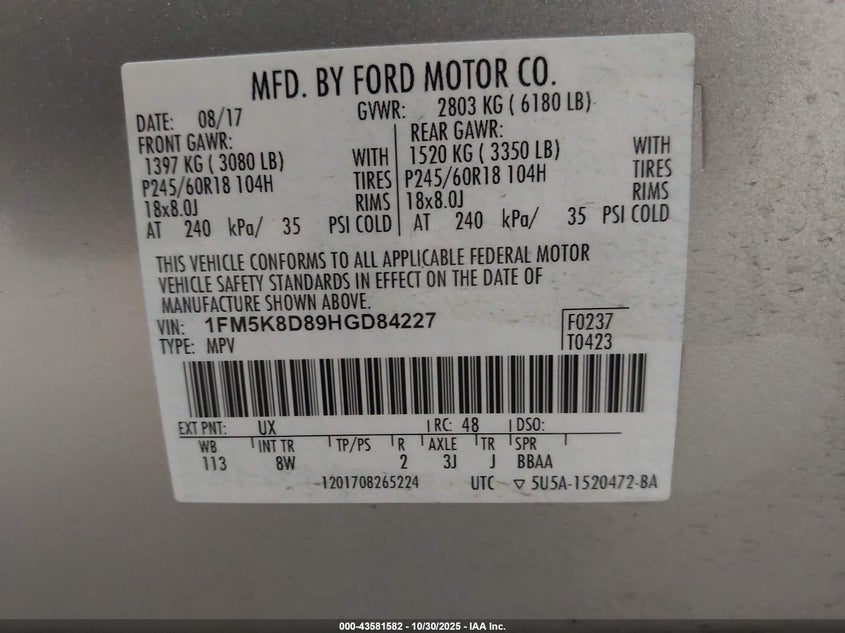 MFD. BY FORD MOTOR CO.
DATE: 08/17 GVWR: 2803 KG ( 6180 LB)
FRONT GAWR: REAR GAWR:
1397 KG ( 3080 LB) WITH 1520 KG ( 3350 LB) WITH
P245/60R18 104H TIRES P245/60R18 104H TIRES
18x8.0J RIMS 18x8.0J RIMS
AT 240 kPa/ 35 PSI COLD AT 240 kPa/ 35 PSI COLD
THIS VEHICLE CONFORMS TO ALL APPLICABLE FEDERAL MOTOR
VEHICLE SAFETY STANDARDS IN EFFECT ON THE DATE OF
MANUFACTURE SHOWN ABOVE.
VIN: 1FM5K8D89HGD84227 F0237
TYPE: MPV T0423
EXT PNT: UX RC: 48 DSO:
WB INT TR TP/PS R AXLE TR SPR
113 8W 2 3J J BBAA
1201708265224 UTC ▽ 5U5A-1520472-BA
000-43581582 - 10/30/2025 - IAA Inc.